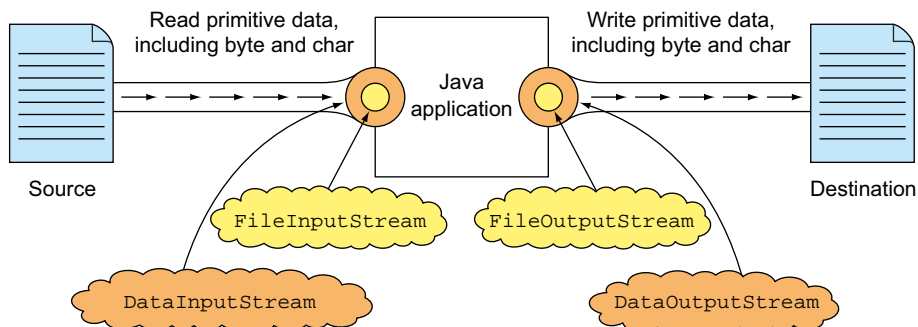 Read primitive data,
including byte and char
Write primitive data,
including byte and char
Java
application
Source
Destination
FileInputStream
FileOutputStream
DataInputStream
DataOutputStream